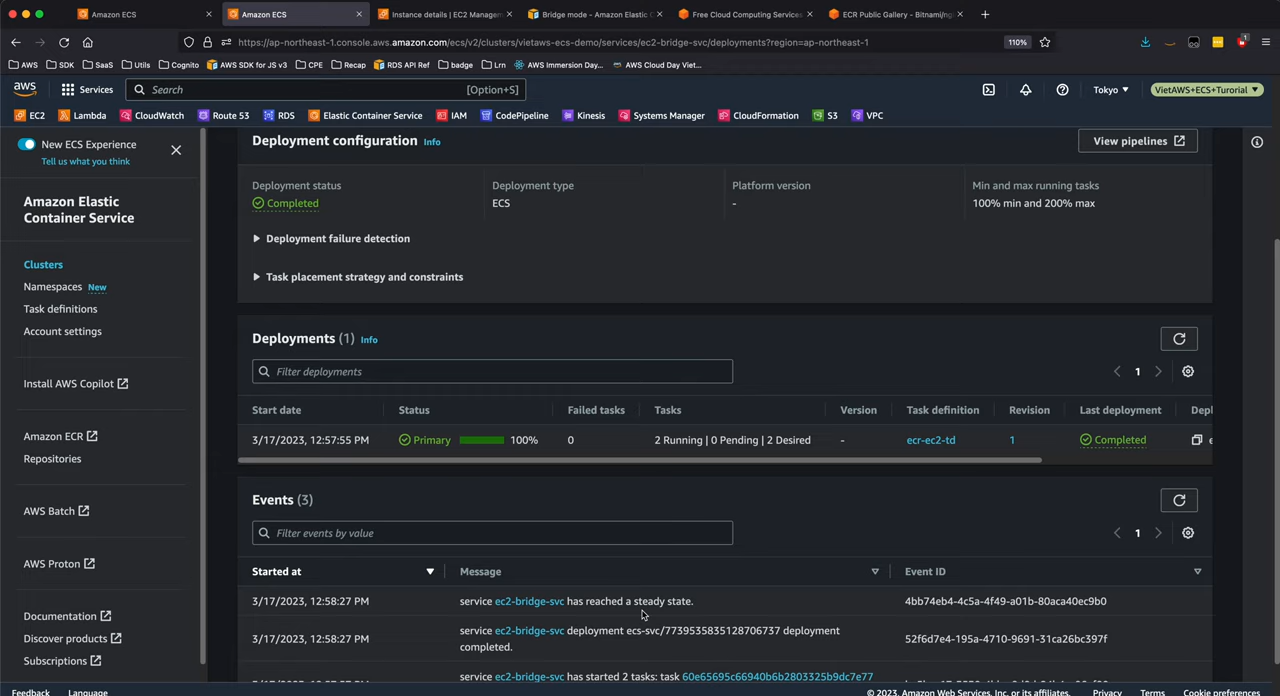 Amazon ECS
Amazon ECS
Instance details | EC2 Managem
Bridge mode - Amazon Elastic C
Free Cloud Computing Services
ECR Public Gallery - Bitnami/ng
https://ap-northeast-1.console.aws.amazon.com/ecs/v2/clusters/vietaws-ecs-demo/services/ec2-bridge-svc/deployments?region=ap-northeast-1
110%
1
AWS SDK SaaS Utils Cognito AWS SDK for JS v3 CPE Recap RDS API Ref badge Lrn AWS Immersion Day... AWS Cloud Day Viet...
aws Services Search [Option+S] Tokyo VietAWS+ECS+Turorial
EC2 Lambda CloudWatch Route 53 RDS Elastic Container Service IAM CodePipeline Kinesis Systems Manager CloudFormation S3 VPC
New ECS Experience
Tell us what you think
Amazon Elastic
Container Service
Clusters
Namespaces New
Task definitions
Account settings
Install AWS Copilot
Amazon ECR
Repositories
AWS Batch
AWS Proton
Documentation
Discover products
Subscriptions
Deployment configuration Info
View pipelines
Deployment status Deployment type Platform version Min and max running tasks
Completed ECS - 100% min and 200% max
Deployment failure detection
Task placement strategy and constraints
Deployments (1) Info
Filter deployments
1
Start date Status Failed tasks Tasks Version Task definition Revision Last deployment Depl
3/17/2023, 12:57:55 PM Primary 100% 0 2 Running | 0 Pending | 2 Desired - ecr-ec2-td 1 Completed e
Events (3)
Filter events by value
1
Started at Message Event ID
3/17/2023, 12:58:27 PM service ec2-bridge-svc has reached a steady state. 4bb74eb4-4c5a-4f49-a01b-80aca40ec9b0
3/17/2023, 12:58:27 PM service ec2-bridge-svc deployment ecs-svc/7739535835128706737 deployment 52f6d7e4-195a-4710-9691-31ca26bc397f
completed.
service ec2-bridge-svc has started 2 tasks: task 60e65695c66940b6b2803325b9dc7e77
Feedback Language © 2023, Amazon Web Services, Inc. or its affiliates. Privacy Terms Cookie preferences